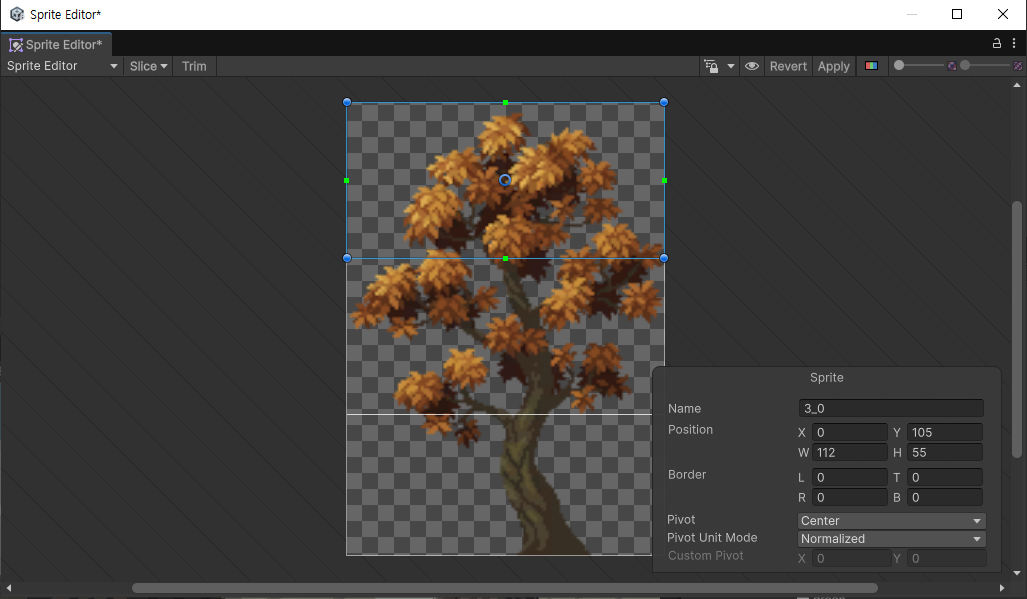 Sprite Editor*
Sprite Editor*
Sprite Editor Slice Trim Revert Apply
Sprite
Name 3_0
Position X 0 Y 105
W 112 H 55
Border L 0 T 0
R 0 B 0
Pivot Center
Pivot Unit Mode Normalized
Custom Pivot X 0 Y 0